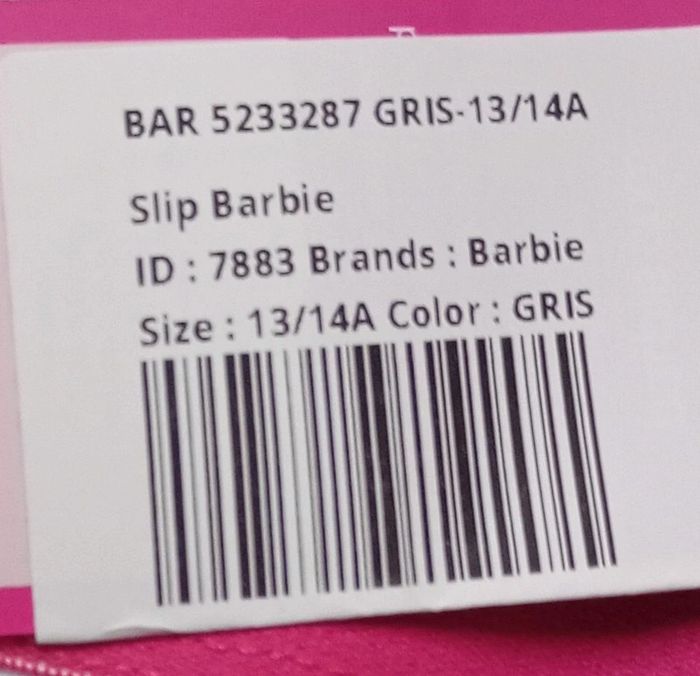 BAR 5233287 GRIS-13/14A
Slip Barbie
ID : 7883 Brands : Barbie
Size : 13/14A Color : GRIS